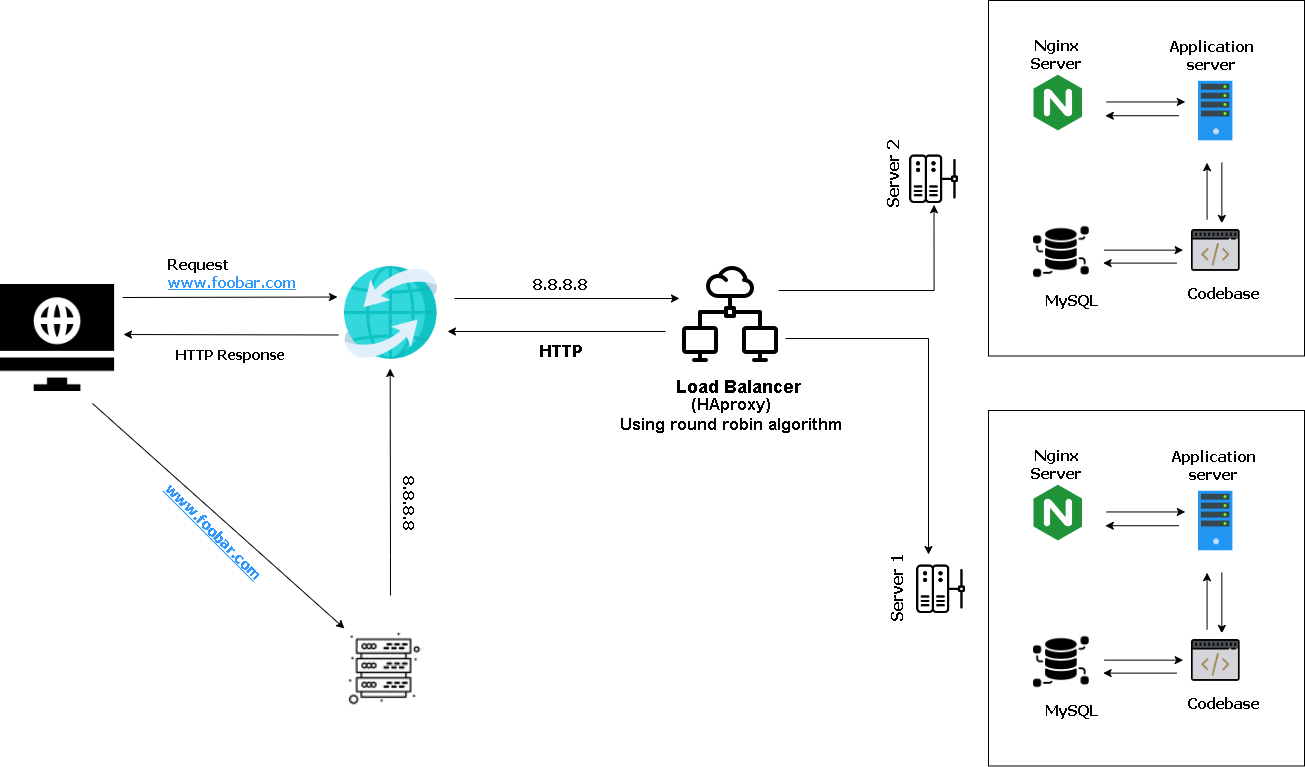 Nginx
Server
Application
server
Server 2
MySQL
Codebase
Request
www.foobar.com
HTTP Response
8.8.8.8
HTTP
Load Balancer
(HAproxy)
Using round robin algorithm
www.foobar.com
8.8.8.8
Server 1
Nginx
Server
Application
server
MySQL
Codebase